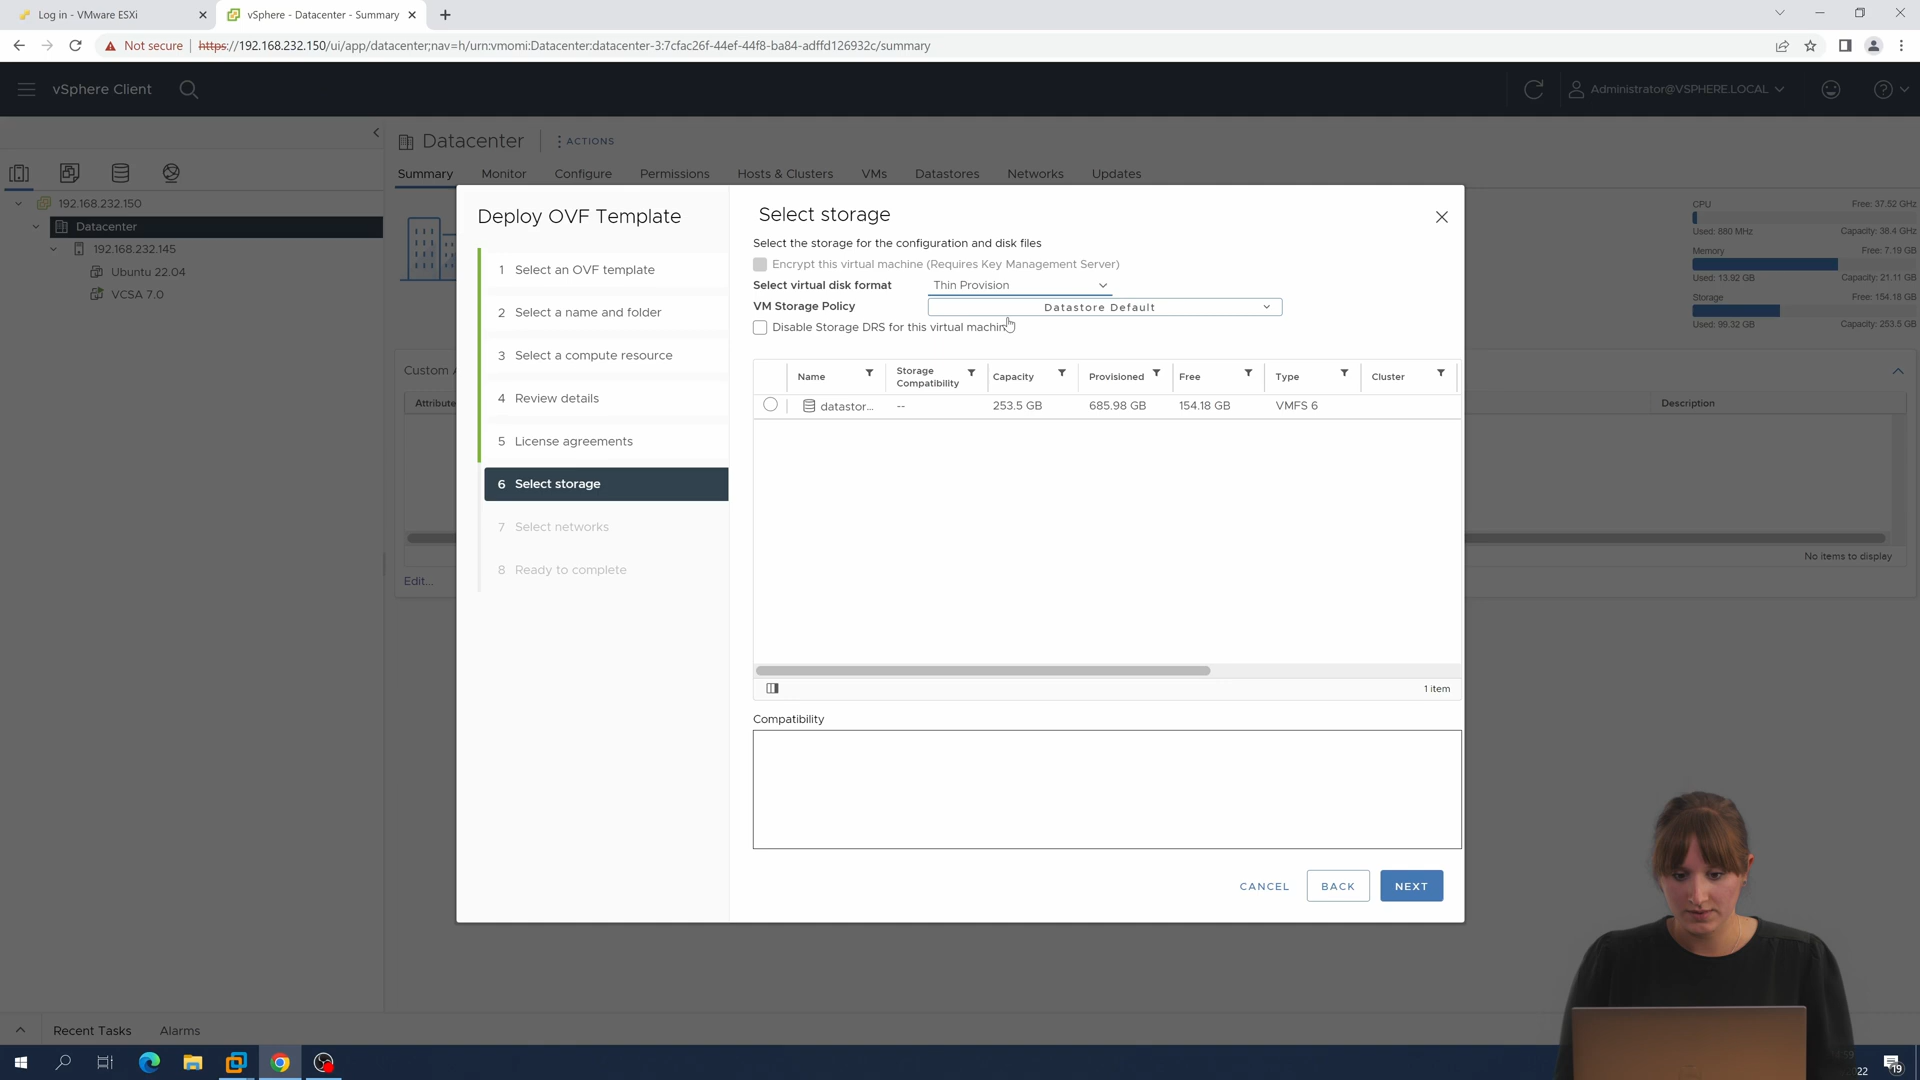 Log in - VMware ESXi
vSphere - Datacenter - Summary
Not secure
https://192.168.232.150/ui/app/datacenter;nav=h/urn:vmomi:Datacenter:datacenter-3:7cfac26f-44ef-44f8-ba84-adffd126932c/summary
vSphere Client
Administrator@VSPHERE.LOCAL
Datacenter
ACTIONS
Summary
Monitor
Configure
Permissions
Hosts & Clusters
VMs
Datastores
Networks
Updates
192.168.232.150
Datacenter
192.168.232.145
Ubuntu 22.04
VCSA 7.0
CPU
Free: 37.52 GHz
Used: 880 MHz
Capacity: 38.4 GHz
Memory
Free: 7.19 GB
Used: 13.92 GB
Capacity: 21.11 GB
Storage
Free: 154.18 GB
Used: 99.32 GB
Capacity: 253.5 GB
Custom
Attribute
Description
No items to display
Edit...
Deploy OVF Template
1 Select an OVF template
2 Select a name and folder
3 Select a compute resource
4 Review details
5 License agreements
6 Select storage
7 Select networks
8 Ready to complete
Select storage
Select the storage for the configuration and disk files
Encrypt this virtual machine (Requires Key Management Server)
Select virtual disk format
Thin Provision
VM Storage Policy
Datastore Default
Disable Storage DRS for this virtual machine
Name
Storage Compatibility
Capacity
Provisioned
Free
Type
Cluster
datastor...
--
253.5 GB
685.98 GB
154.18 GB
VMFS 6
1 item
Compatibility
CANCEL
BACK
NEXT
Recent Tasks
Alarms
22
19